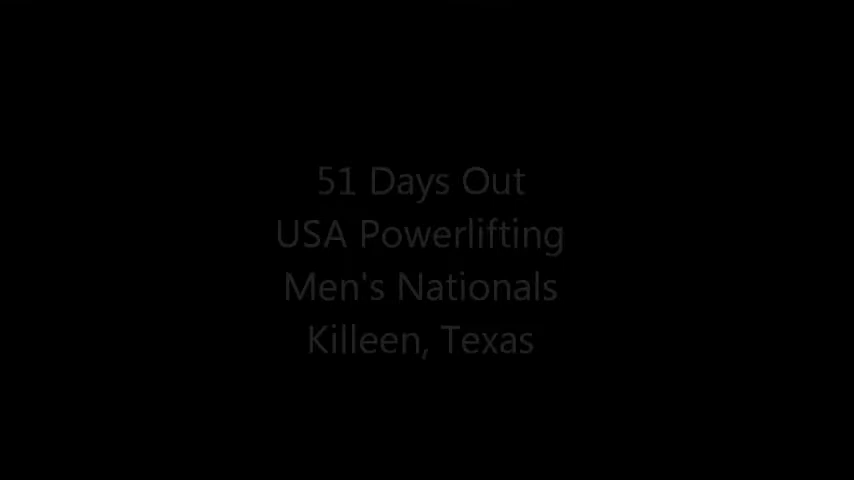 51 Days Out
USA Powerlifting
Men's Nationals
Killeen, Texas